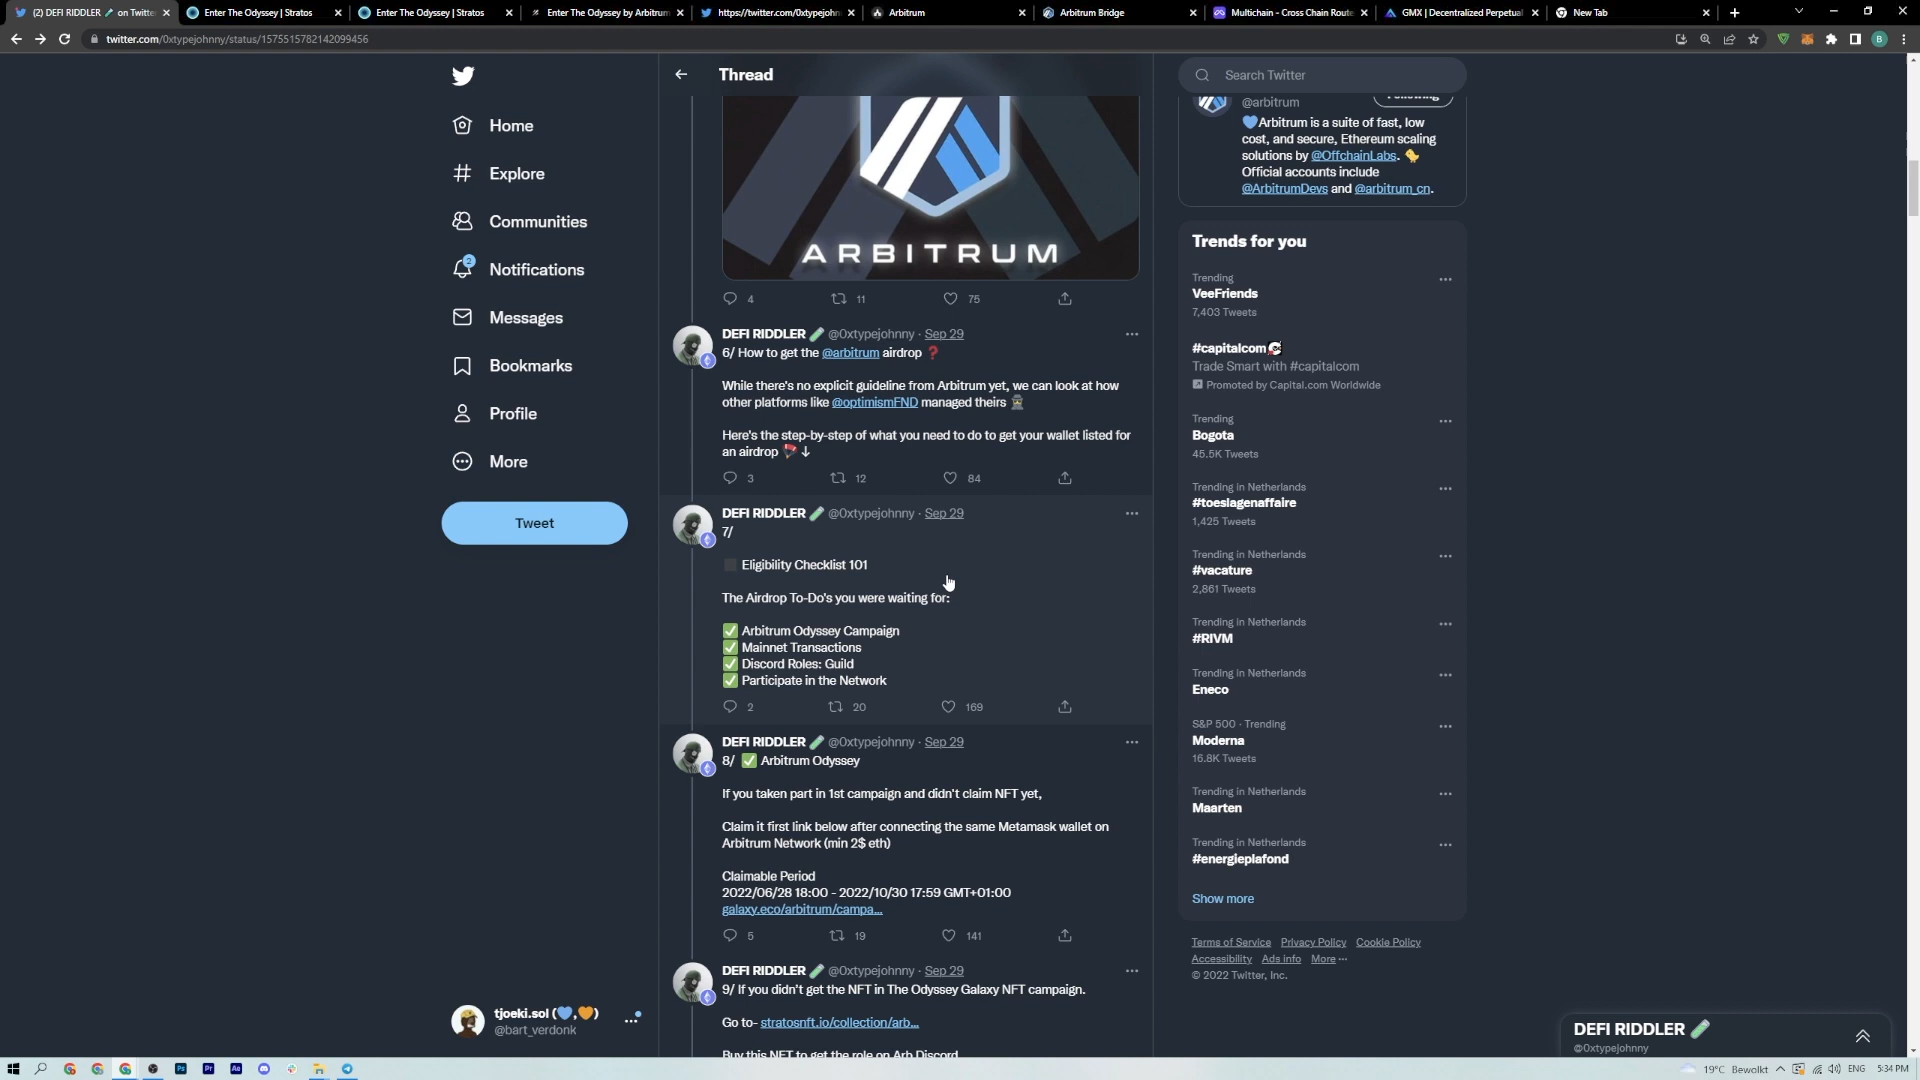 (2) DEFI RIDDLER on Twitte
Enter The Odyssey | Stratos
Enter The Odyssey | Stratos
Enter The Odyssey by Arbitrum
https://twitter.com/0xtypejohn
Arbitrum
Arbitrum Bridge
Multichain - Cross Chain Route
GMX | Decentralized Perpetual
New Tab
twitter.com/0xtypejohnny/status/1575515782142099456
B
Home
Explore
Communities
2
Notifications
Messages
Bookmarks
Profile
More
Tweet
tjoeki.sol (💙,🧡)
@bart_verdonk
Thread
ARBITRUM
4 11 75
DEFI RIDDLER @0xtypejohnny · Sep 29
6/ How to get the @arbitrum airdrop ❓
While there's no explicit guideline from Arbitrum yet, we can look at how
other platforms like @optimismFND managed theirs
Here's the step-by-step of what you need to do to get your wallet listed for
an airdrop 🪂 ↓
3 12 84
DEFI RIDDLER @0xtypejohnny · Sep 29
7/
Eligibility Checklist 101
The Airdrop To-Do's you were waiting for:
✅ Arbitrum Odyssey Campaign
✅ Mainnet Transactions
✅ Discord Roles: Guild
✅ Participate in the Network
2 20 169
DEFI RIDDLER @0xtypejohnny · Sep 29
8/ ✅ Arbitrum Odyssey
If you taken part in 1st campaign and didn't claim NFT yet,
Claim it first link below after connecting the same Metamask wallet on
Arbitrum Network (min 2$ eth)
Claimable Period
2022/06/28 18:00 - 2022/10/30 17:59 GMT+01:00
galaxy.eco/arbitrum/campa...
5 19 141
DEFI RIDDLER @0xtypejohnny · Sep 29
9/ If you didn't get the NFT in The Odyssey Galaxy NFT campaign.
Go to- stratosnft.io/collection/arb...
Buy this NFT to get the role on Arb Discord
Search Twitter
@arbitrum
Following
💙Arbitrum is a suite of fast, low
cost, and secure, Ethereum scaling
solutions by @OffchainLabs.
Official accounts include
@ArbitrumDevs and @arbitrum_cn.
Trends for you
Trending
VeeFriends
7,403 Tweets
#capitalcom
Trade Smart with #capitalcom
Promoted by Capital.com Worldwide
Trending
Bogota
45.5K Tweets
Trending in Netherlands
#toeslagenaffaire
1,425 Tweets
Trending in Netherlands
#vacature
2,861 Tweets
Trending in Netherlands
#RIVM
Trending in Netherlands
Eneco
S&P 500 · Trending
Moderna
16.8K Tweets
Trending in Netherlands
Maarten
Trending in Netherlands
#energieplafond
Show more
Terms of Service Privacy Policy Cookie Policy
Accessibility Ads info More ···
© 2022 Twitter, Inc.
DEFI RIDDLER
@0xtypejohnny
Ps Pr Ae
19°C Bewolkt ENG 5:34 PM